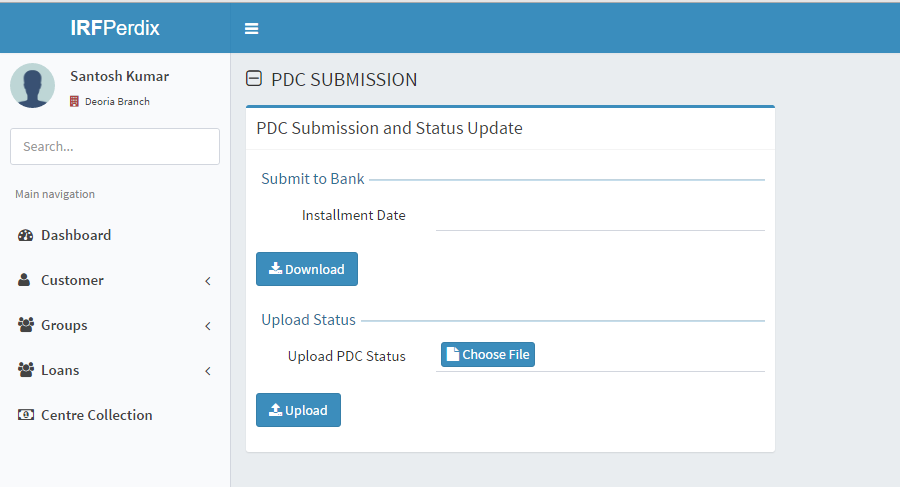 IRFPerdix
Santosh Kumar
Deoria Branch
Search...
Main navigation
Dashboard
Customer
Groups
Loans
Centre Collection
PDC SUBMISSION
PDC Submission and Status Update
Submit to Bank
Installment Date
Download
Upload Status
Upload PDC Status
Choose File
Upload